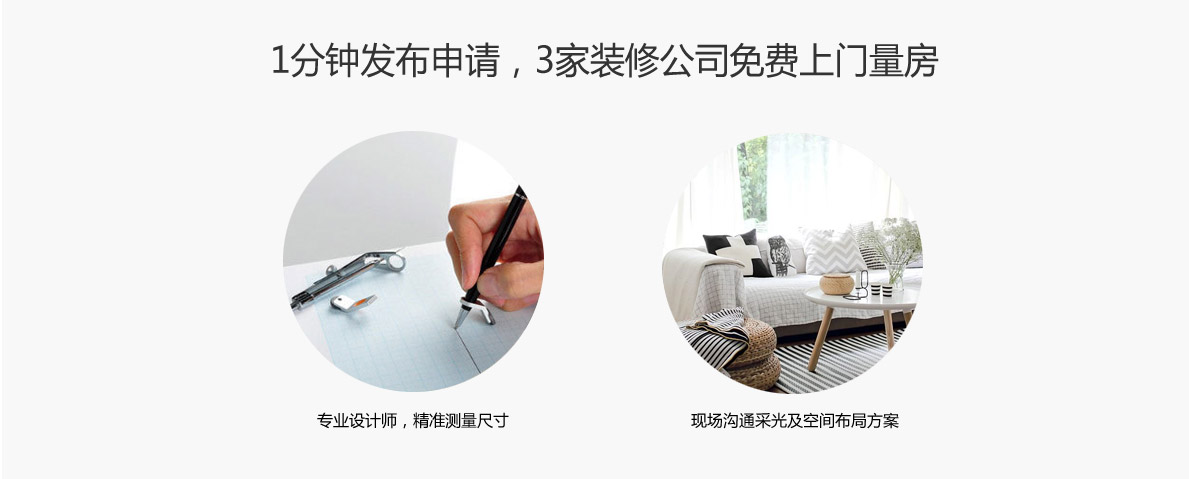 1分钟发布申请，3家装修公司免费上门量房
专业设计师，精准测量尺寸
现场沟通采光及空间布局方案